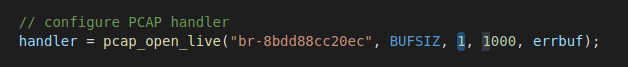 // configure PCAP handler
handler = pcap_open_live("br-8bdd88cc20ec", BUFSIZ, 1, 1000, errbuf);